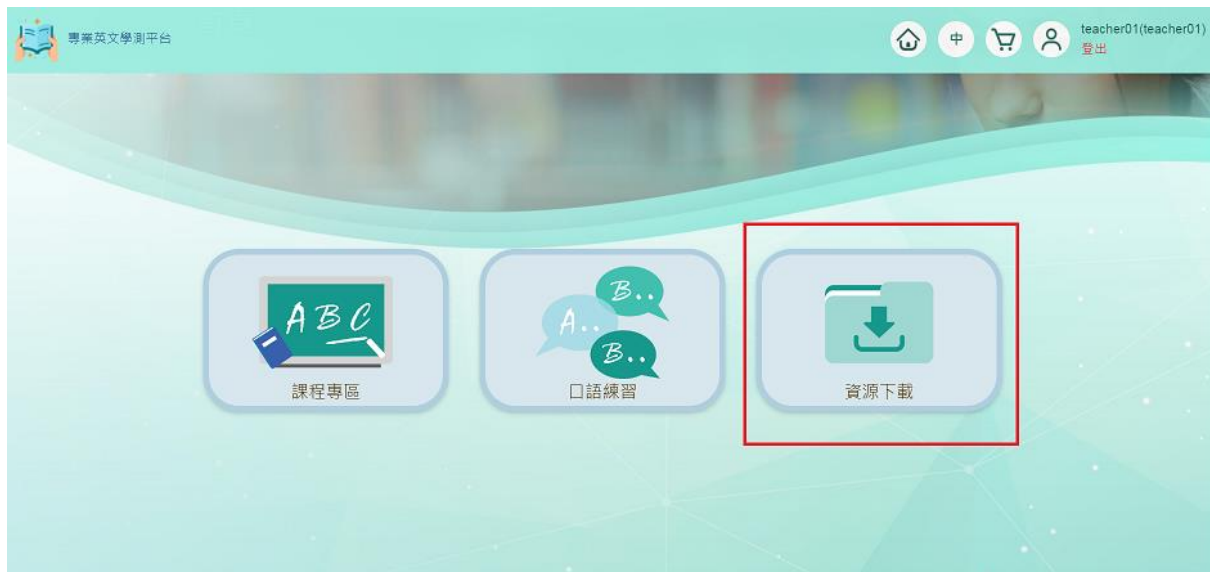 專業英文學測平台
中
teacher01(teacher01)
登出
A B C
B..
A..
B..
課程專區
口語練習
資源下載